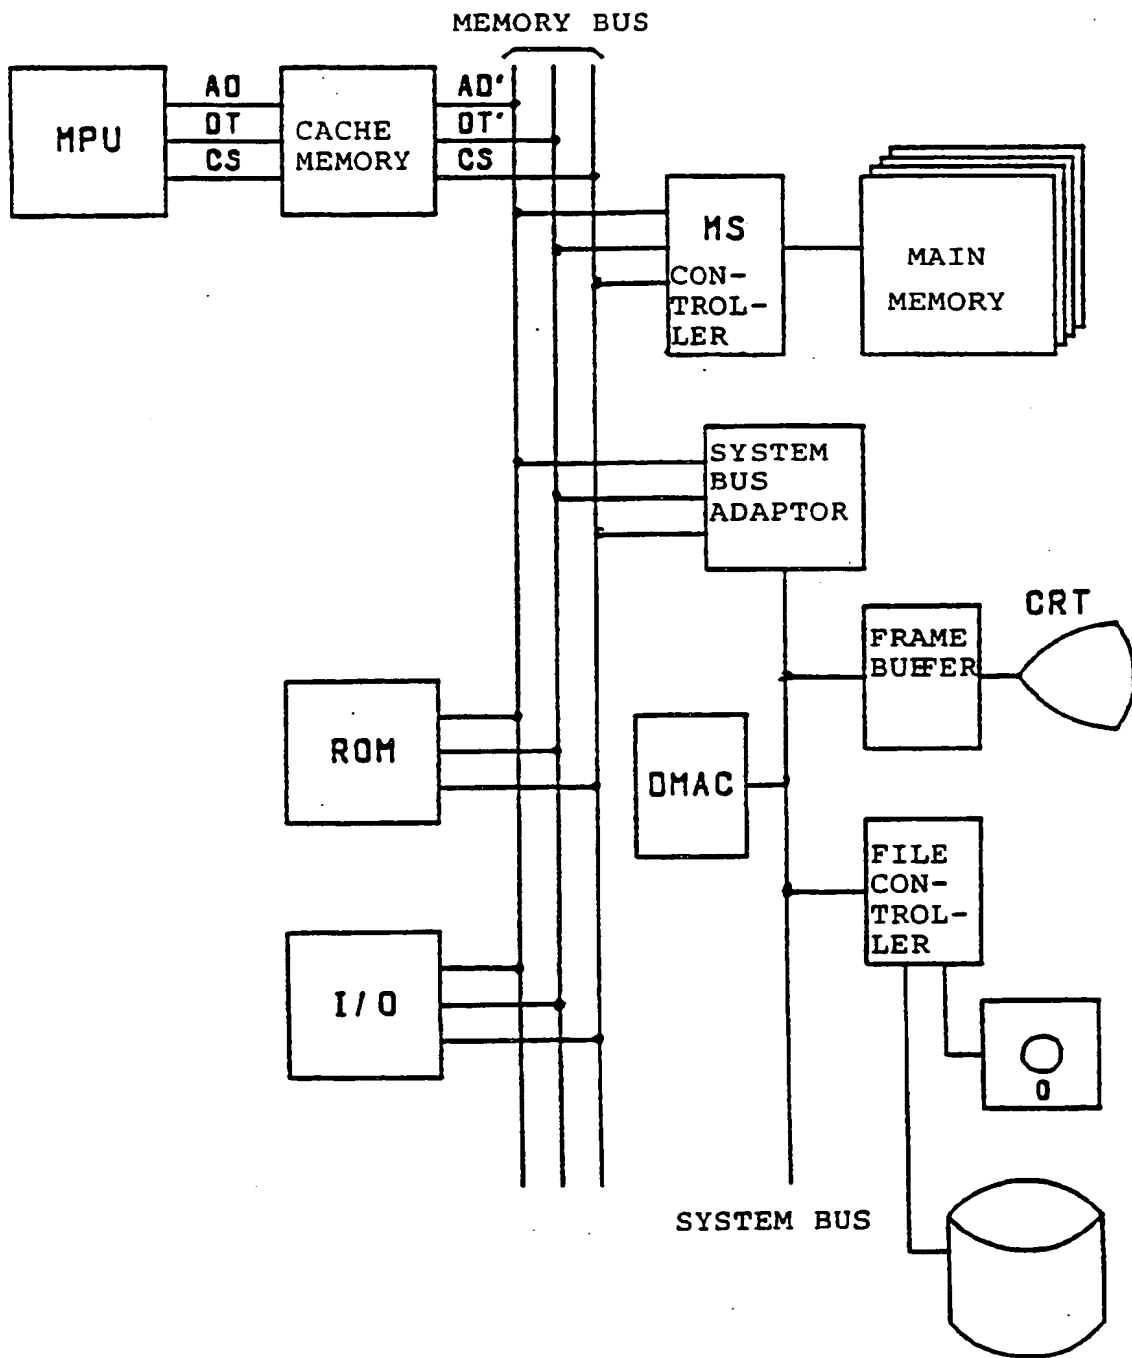 MEMORY BUS
MPU
AD
DT
CS
CACHE
MEMORY
AD'
DT'
CS
MS
CON-
TROL-
LER
MAIN
MEMORY
SYSTEM
BUS
ADAPTOR
FRAME
BUFFER
CRT
ROM
DMAC
FILE
CON-
TROL-
LER
I/O
SYSTEM BUS